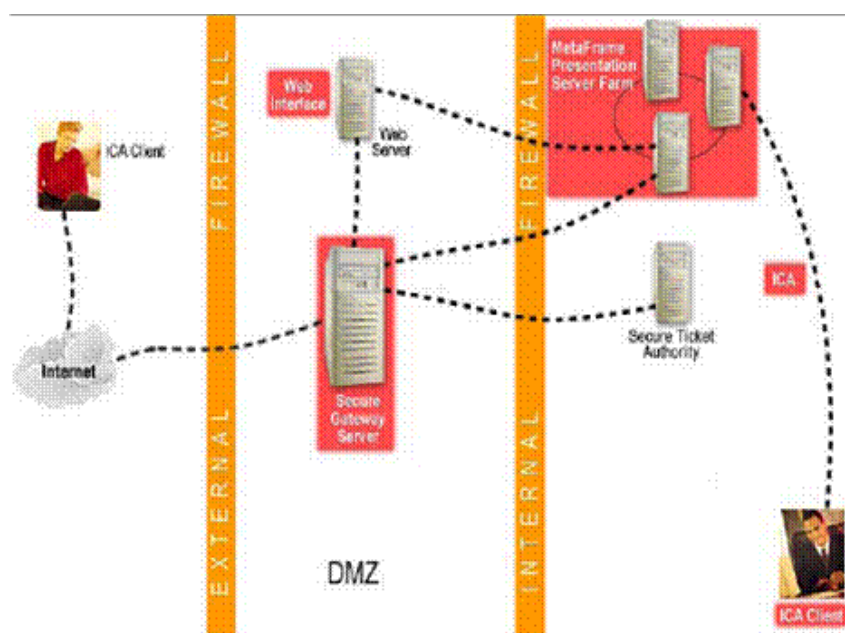 ICA Client
Internet
EXTERNAL FIREWALL
Web
Interface
Web
Server
Secure
Gateway
Server
DMZ
INTERNAL FIREWALL
MetaFrame
Presentation
Server Farm
Secure Ticket
Authority
ICA
ICA Client